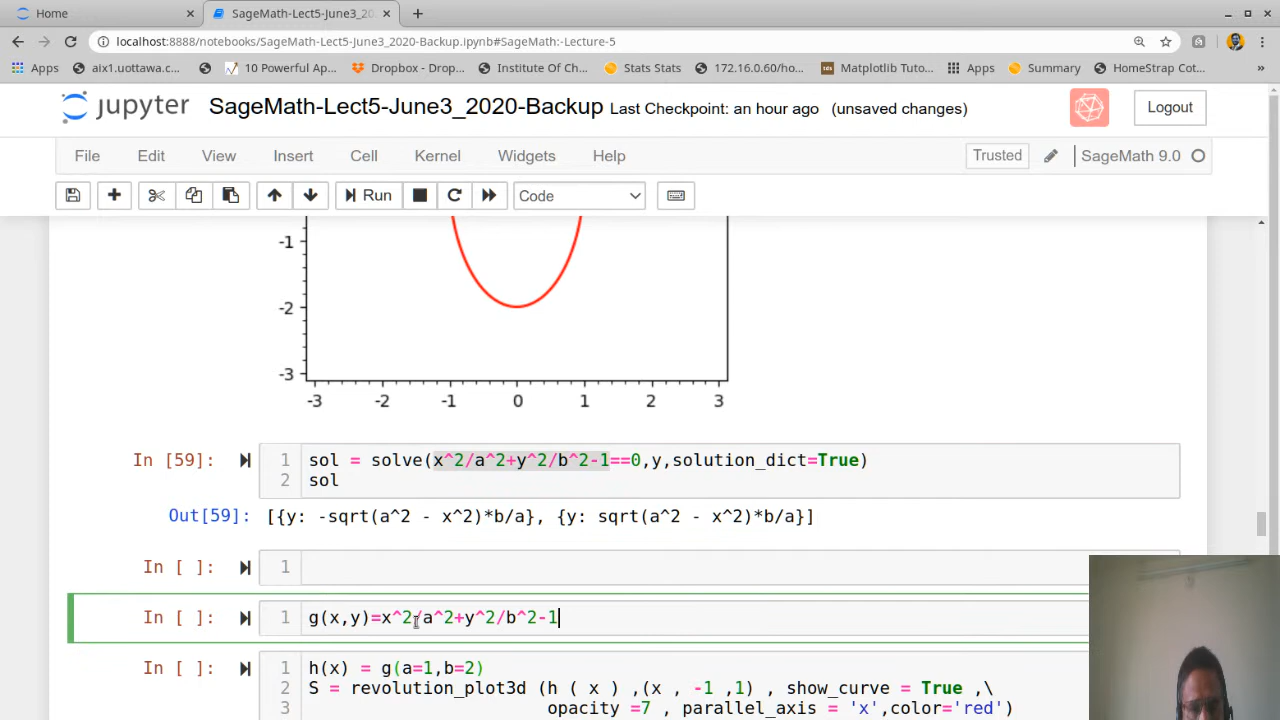 Home
SageMath-Lect5-June3_20
localhost:8888/notebooks/SageMath-Lect5-June3_2020-Backup.ipynb#SageMath:-Lecture-5
Apps aix1.uottawa.c... 10 Powerful Ap... Dropbox - Drop... Institute Of Ch... Stats Stats 172.16.0.60/ho... Matplotlib Tuto... Apps Summary HomeStrap Cot... »
jupyter SageMath-Lect5-June3_2020-Backup Last Checkpoint: an hour ago (unsaved changes) Logout
File Edit View Insert Cell Kernel Widgets Help Trusted SageMath 9.0
Run Code
-1
-2
-3
-3 -2 -1 0 1 2 3
In [59]: 1 sol = solve(x^2/a^2+y^2/b^2-1==0,y,solution_dict=True)
2 sol
Out[59]: [{y: -sqrt(a^2 - x^2)*b/a}, {y: sqrt(a^2 - x^2)*b/a}]
In [ ]: 1
In [ ]: 1 g(x,y)=x^2/a^2+y^2/b^2-1
In [ ]: 1 h(x) = g(a=1,b=2)
2 S = revolution_plot3d (h ( x ) ,(x , -1 ,1) , show_curve = True ,\
3 opacity =7 , parallel_axis = 'x',color='red')